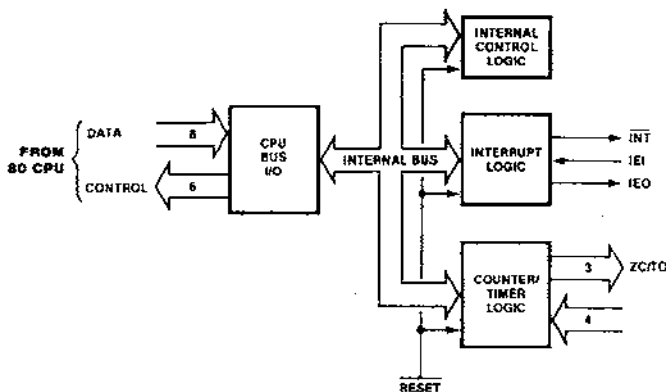 INTERNAL
CONTROL
LOGIC
FROM
80 CPU
DATA
8
CONTROL
6
CPU
BUS
I/O
INTERNAL BUS
INTERRUPT
LOGIC
INT
IEI
IEO
COUNTER/
TIMER
LOGIC
3
ZC/TO
4
RESET